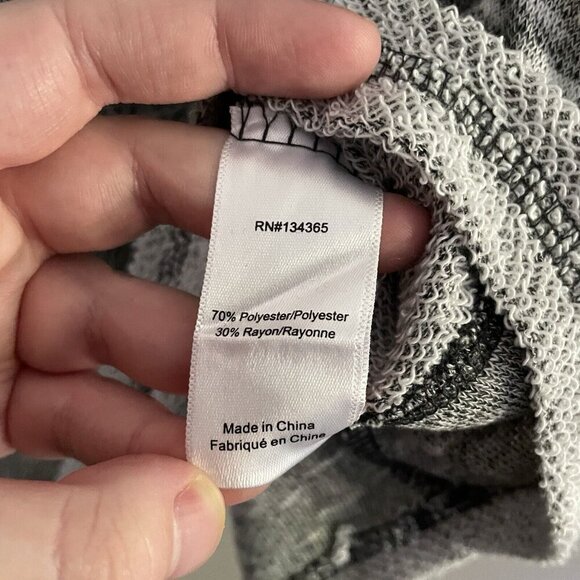 RN#134365
70% Polyester/Polyester
30% Rayon/Rayonne
Made in China
Fabriqué en Chine